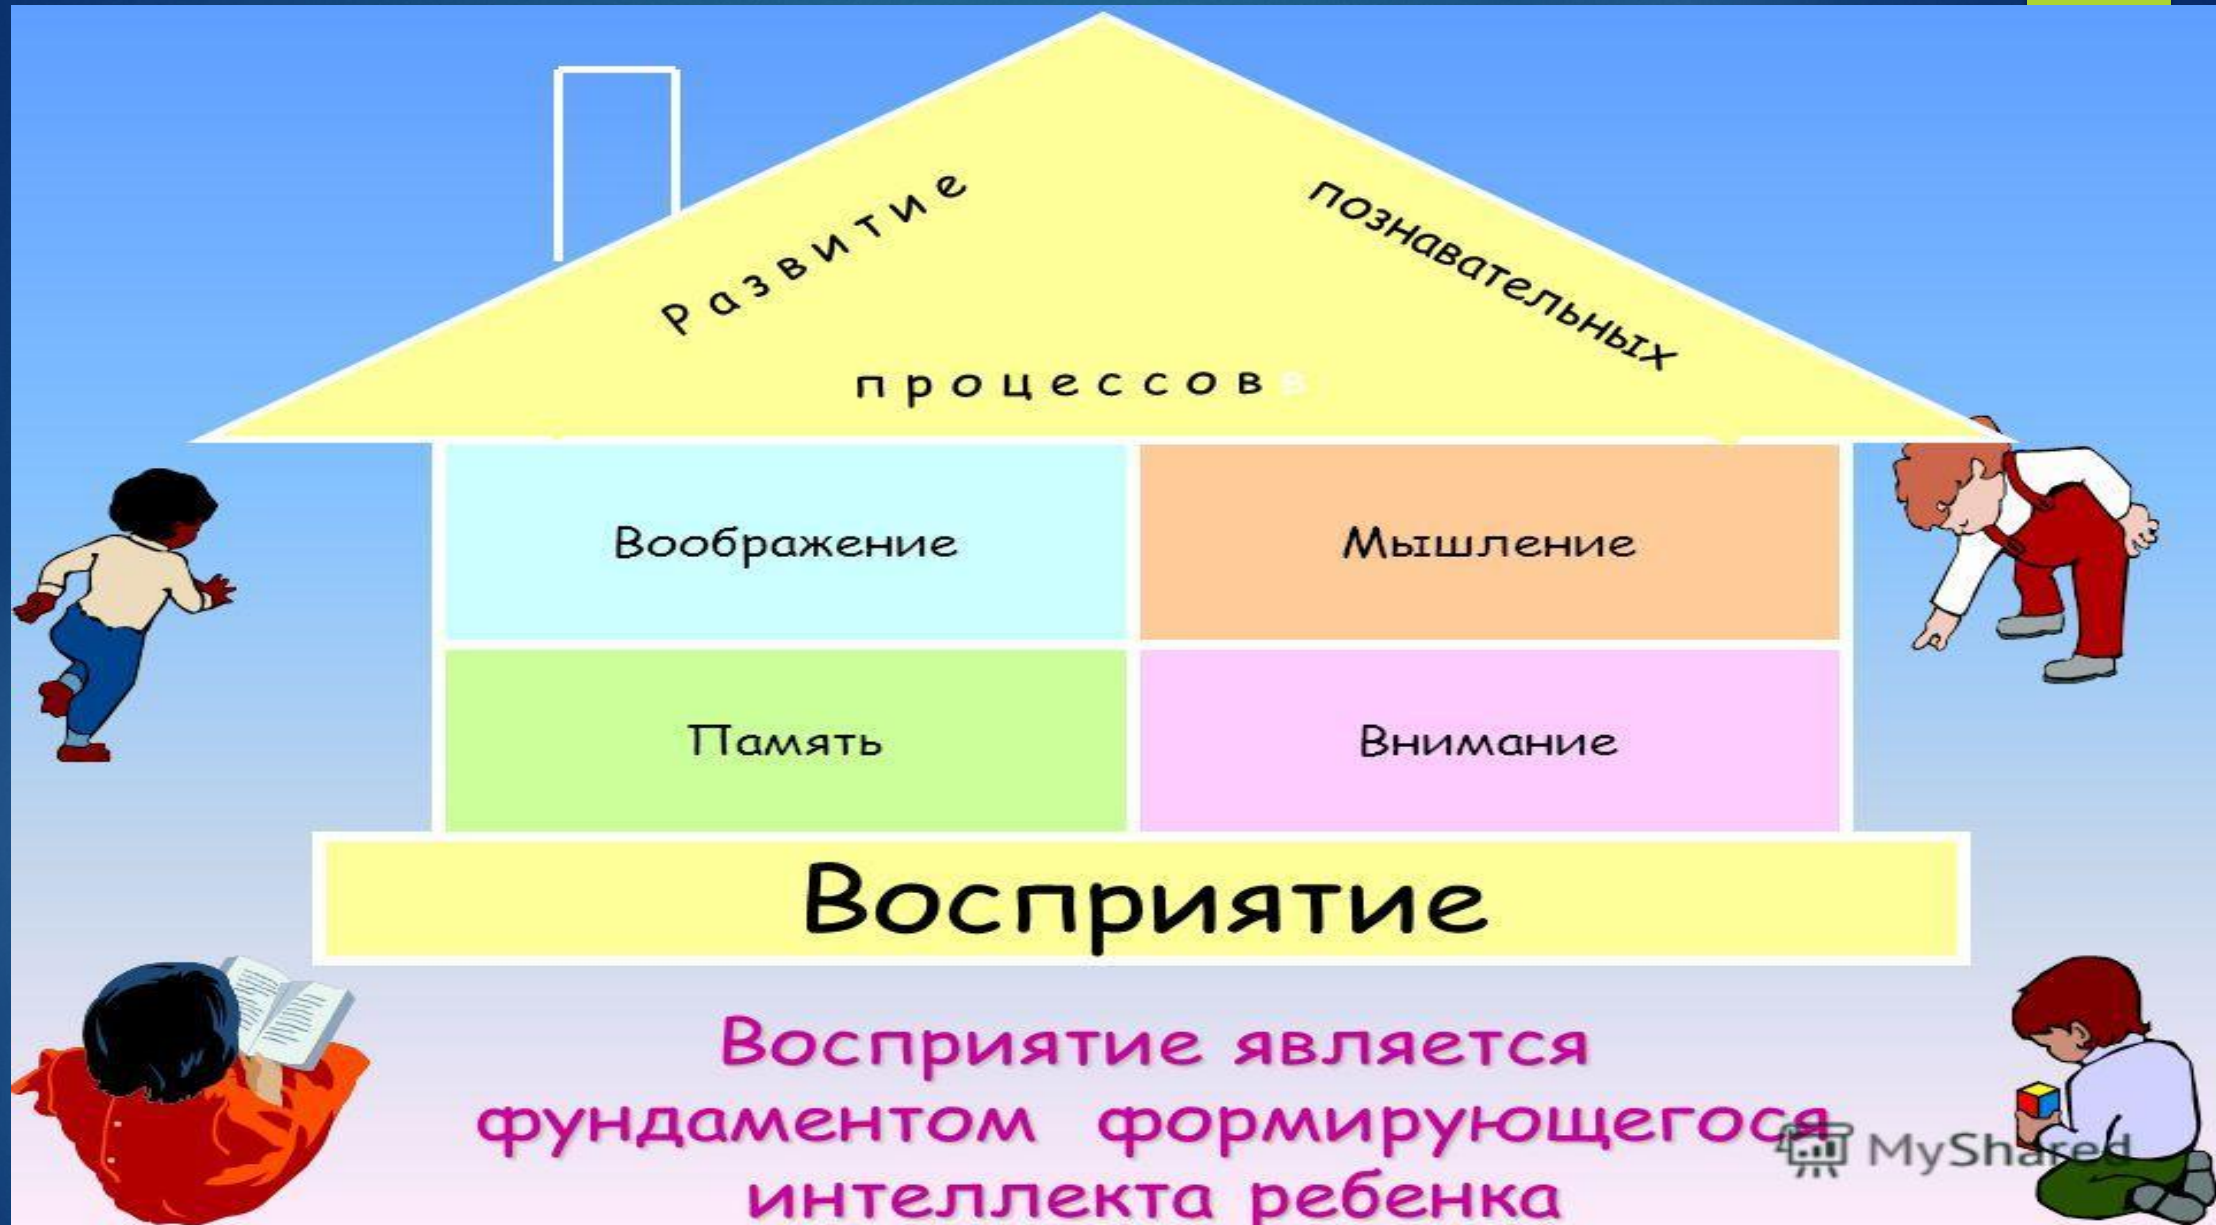 Развитие
познавательных
процессов
Воображение
Мышление
Память
Внимание
Восприятие
Восприятие является
фундаментом формирующегося
интеллекта ребенка
MyShared